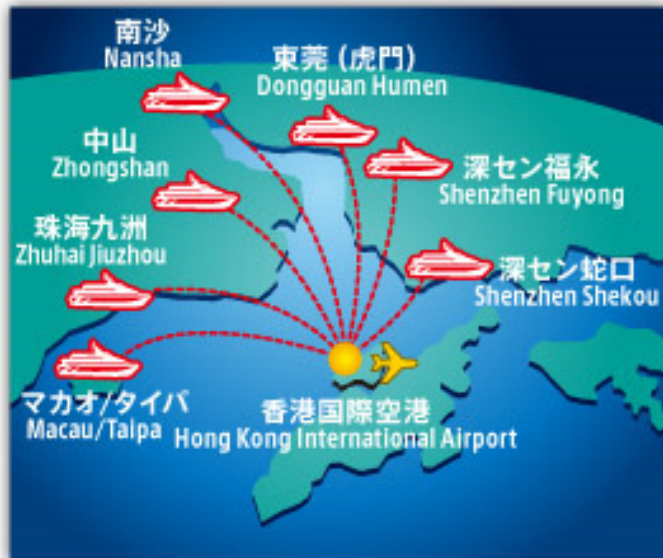 南沙
Nansha
東莞 (虎門)
Dongguan Humen
中山
Zhongshan
深セン福永
Shenzhen Fuyong
珠海九洲
Zhuhai Jiuzhou
深セン蛇口
Shenzhen Shekou
マカオ/タイパ
Macau/Taipa
香港国際空港
Hong Kong International Airport